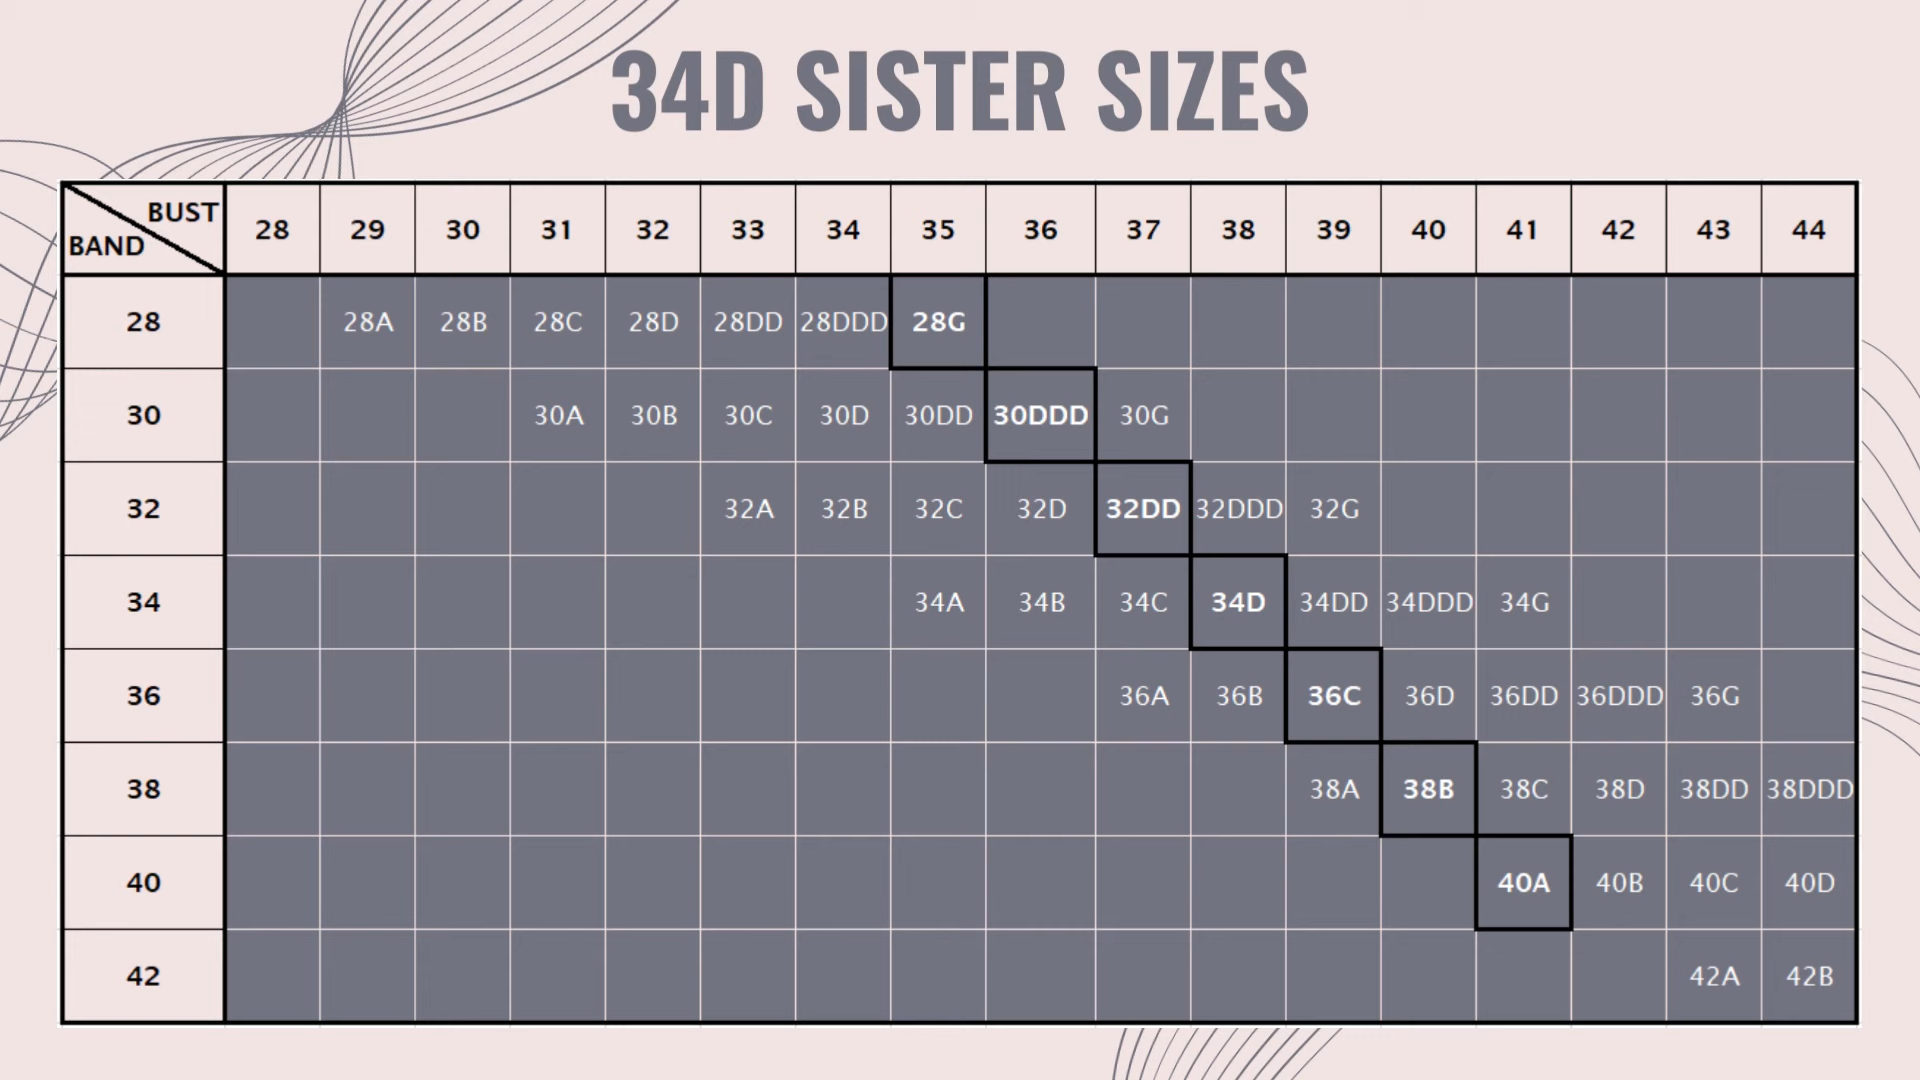 34D SISTER SIZES
BUST
BAND
28 29 30 31 32 33 34 35 36 37 38 39 40 41 42 43 44
28 28A 28B 28C 28D 28DD 28DDD 28G
30 30A 30B 30C 30D 30DD 30DDD 30G
32 32A 32B 32C 32D 32DD 32DDD 32G
34 34A 34B 34C 34D 34DD 34DDD 34G
36 36A 36B 36C 36D 36DD 36DDD 36G
38 38A 38B 38C 38D 38DD 38DDD
40 40A 40B 40C 40D
42 42A 42B